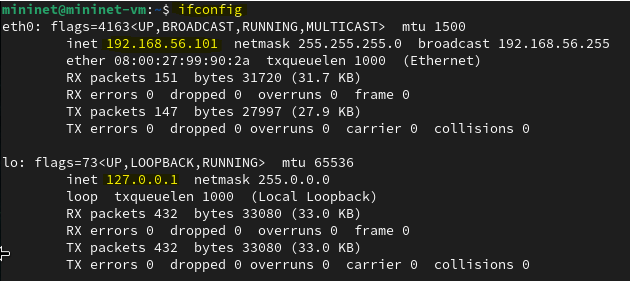 mininet@mininet-vm:~$ ifconfig
eth0: flags=4163<UP,BROADCAST,RUNNING,MULTICAST>  mtu 1500
        inet 192.168.56.101  netmask 255.255.255.0  broadcast 192.168.56.255
        ether 08:00:27:99:90:2a  txqueuelen 1000  (Ethernet)
        RX packets 151  bytes 31720 (31.7 KB)
        RX errors 0  dropped 0  overruns 0  frame 0
        TX packets 147  bytes 27997 (27.9 KB)
        TX errors 0  dropped 0 overruns 0  carrier 0  collisions 0

lo: flags=73<UP,LOOPBACK,RUNNING>  mtu 65536
        inet 127.0.0.1  netmask 255.0.0.0
        loop  txqueuelen 1000  (Local Loopback)
        RX packets 432  bytes 33080 (33.0 KB)
        RX errors 0  dropped 0  overruns 0  frame 0
        TX packets 432  bytes 33080 (33.0 KB)
        TX errors 0  dropped 0 overruns 0  carrier 0  collisions 0